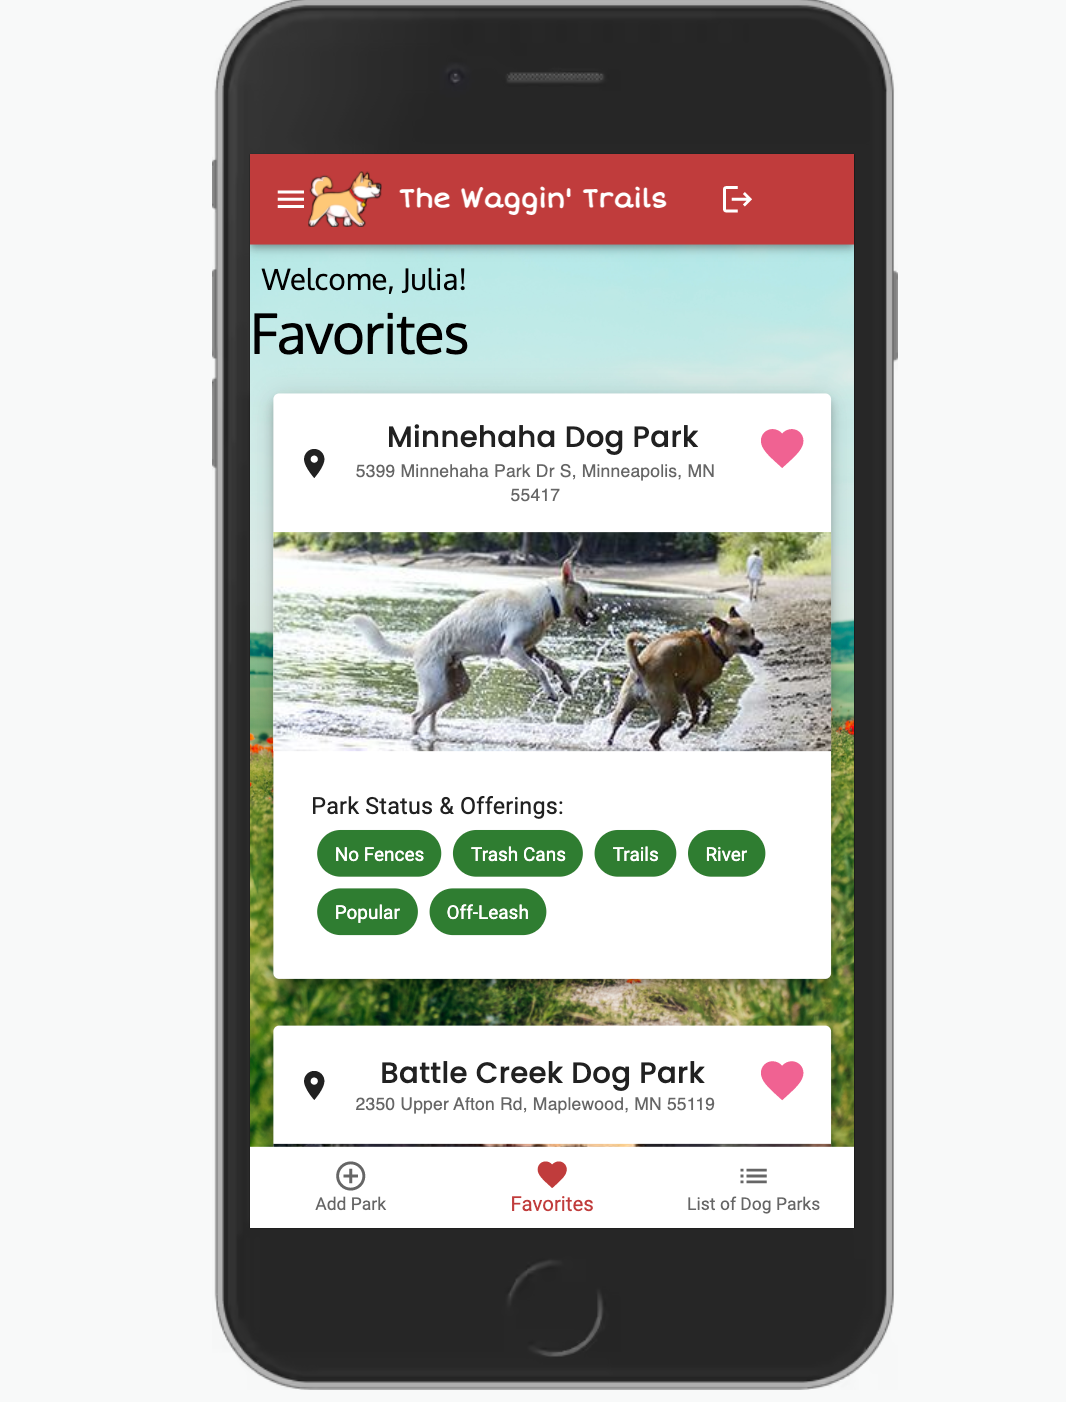 The Waggin' Trails
Welcome, Julia!
Favorites
Minnehaha Dog Park
5399 Minnehaha Park Dr S, Minneapolis, MN
55417
Park Status & Offerings:
No Fences Trash Cans Trails River
Popular Off-Leash
Battle Creek Dog Park
2350 Upper Afton Rd, Maplewood, MN 55119
Add Park Favorites List of Dog Parks